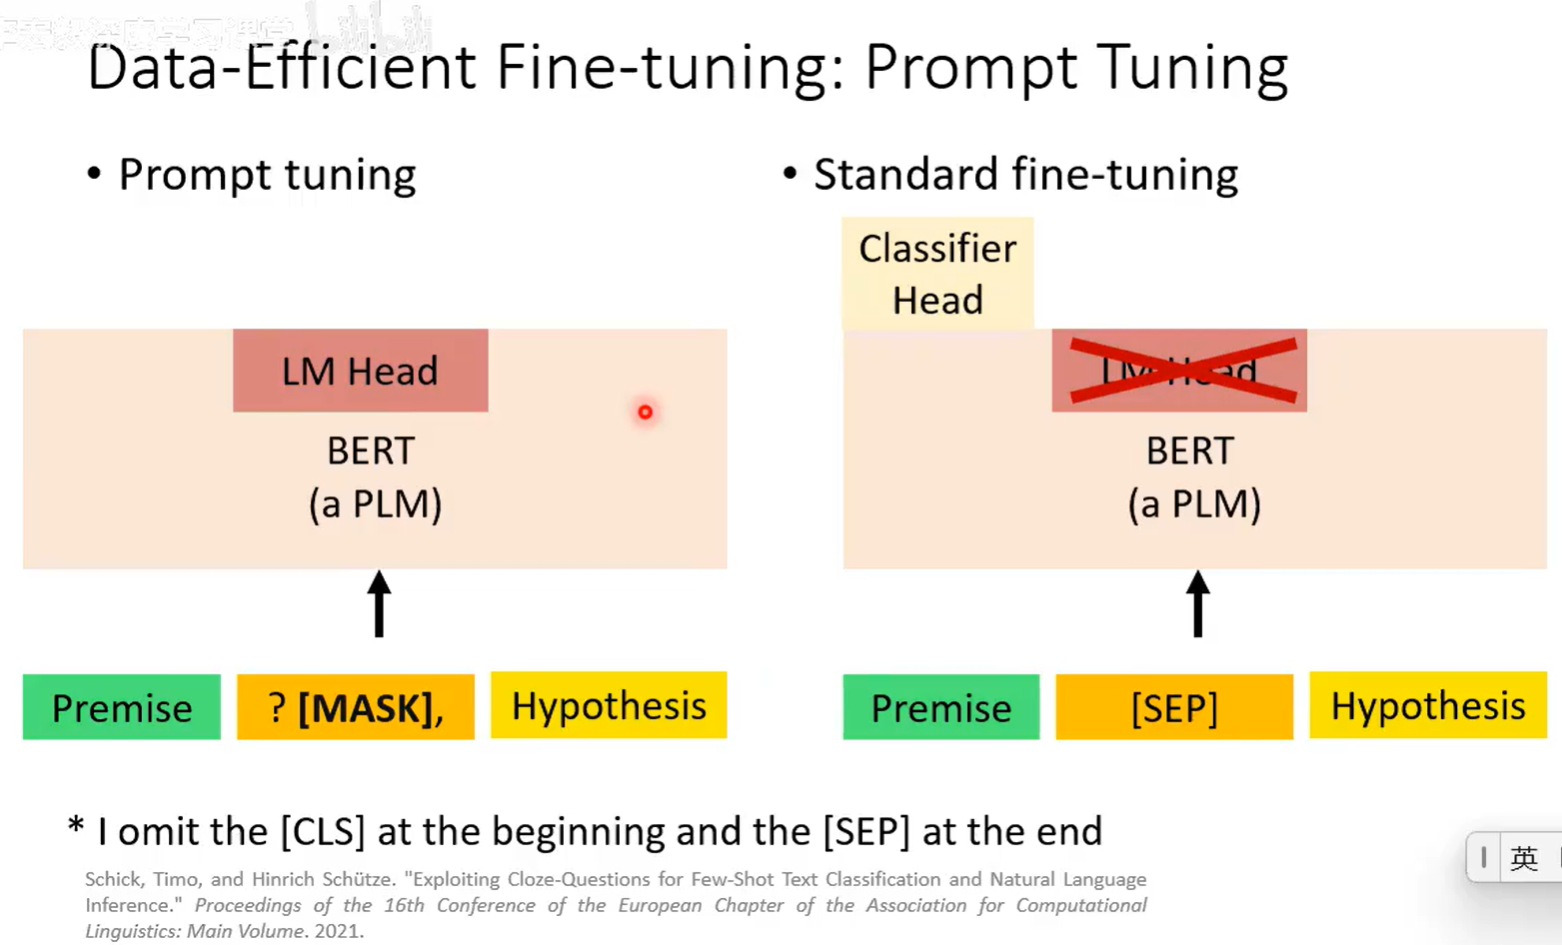 Data-Efficient Fine-tuning: Prompt Tuning
• Prompt tuning
• Standard fine-tuning
Classifier
Head
LM Head
BERT
(a PLM)
LM Head
BERT
(a PLM)
Premise
? [MASK],
Hypothesis
Premise
[SEP]
Hypothesis
* I omit the [CLS] at the beginning and the [SEP] at the end
Schick, Timo, and Hinrich Schütze. "Exploiting Cloze-Questions for Few-Shot Text Classification and Natural Language
Inference." Proceedings of the 16th Conference of the European Chapter of the Association for Computational
Linguistics: Main Volume. 2021.
英